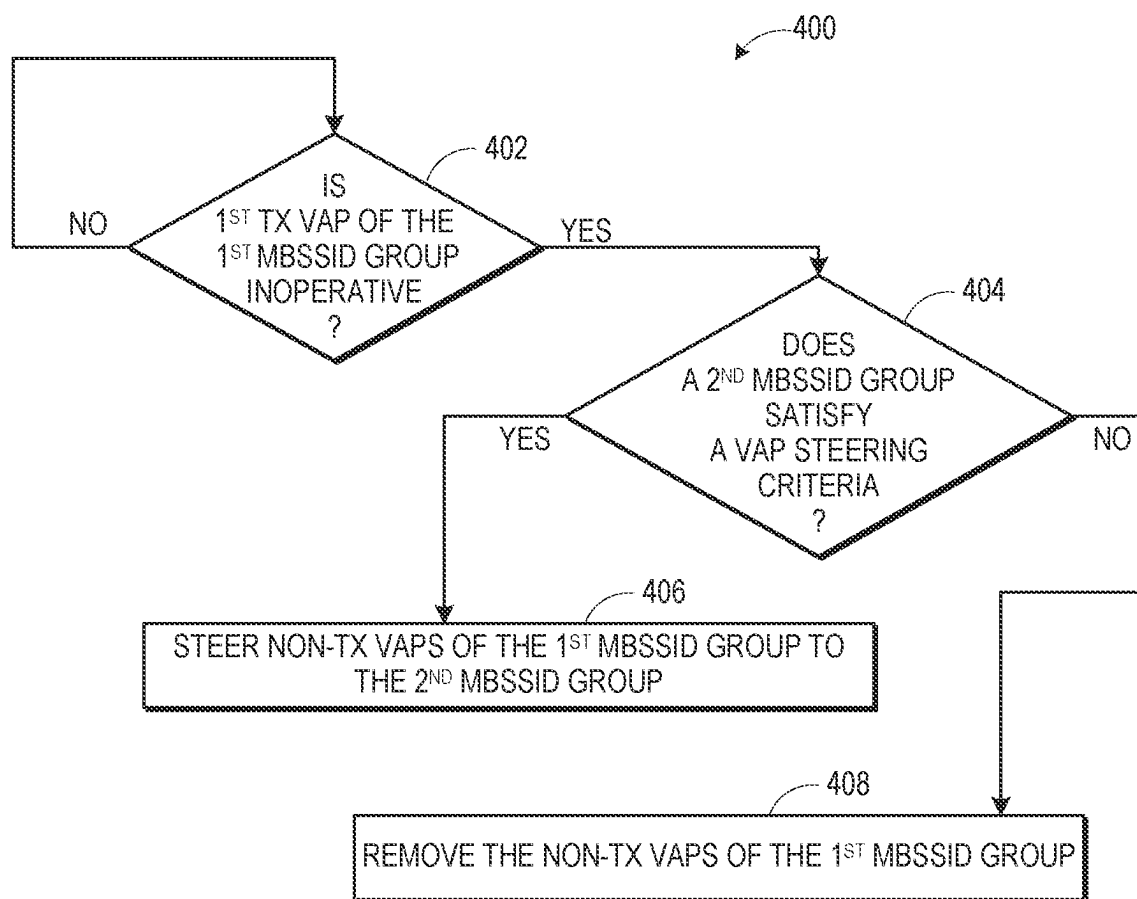 400
402
IS
1ST TX VAP OF THE
1ST MBSSID GROUP
INOPERATIVE
?
NO
YES
404
DOES
A 2ND MBSSID GROUP
SATISFY
A VAP STEERING
CRITERIA
?
YES
NO
406
STEER NON-TX VAPS OF THE 1ST MBSSID GROUP TO
THE 2ND MBSSID GROUP
408
REMOVE THE NON-TX VAPS OF THE 1ST MBSSID GROUP